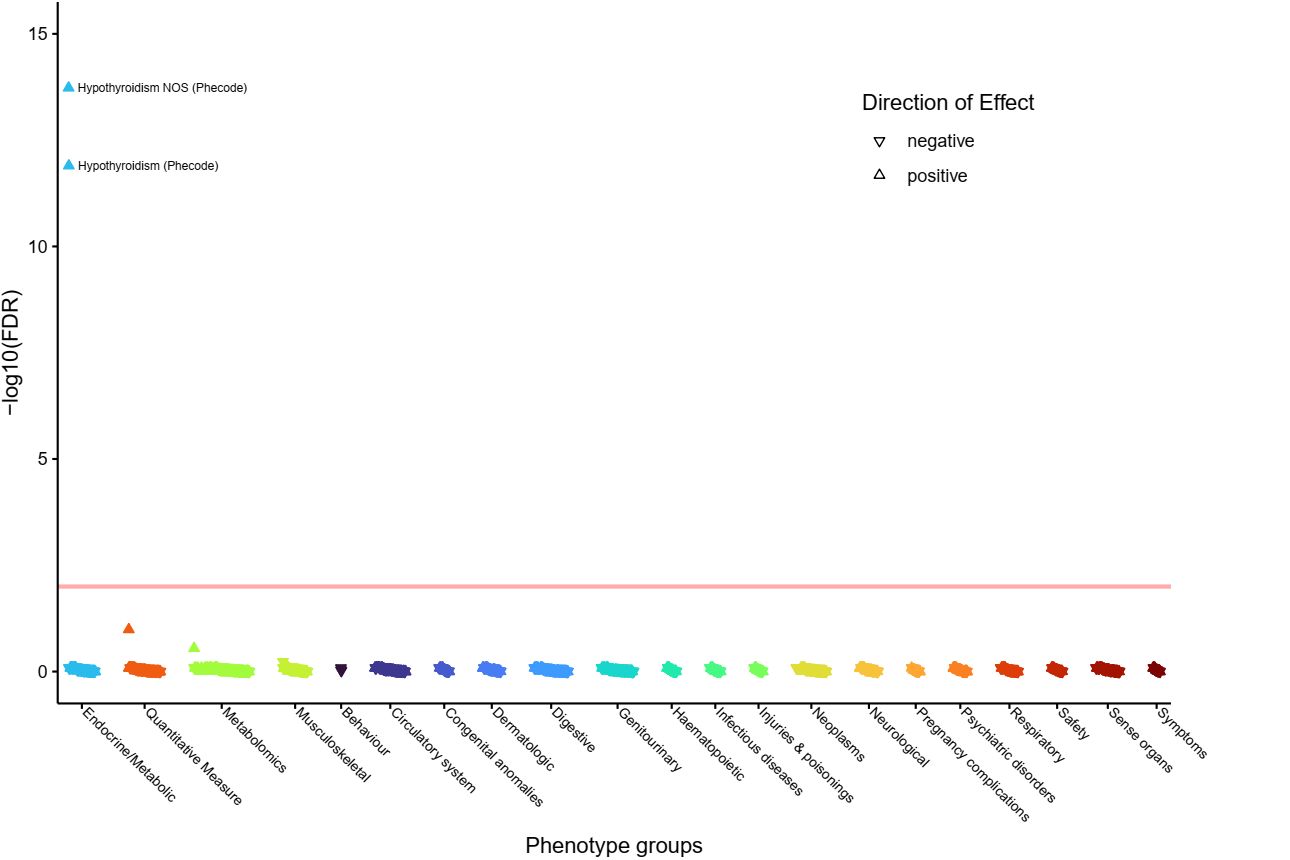 15
Hypothyroidism NOS (Phecode)
Direction of Effect
negative
Hypothyroidism (Phecode)
positive
10
−log10(FDR)
5
0
Endocrine/Metabolic
Quantitative Measure
Metabolomics
Musculoskeletal
Behaviour
Circulatory system
Congenital anomalies
Dermatologic
Digestive
Genitourinary
Haematopoietic
Infectious diseases
Injuries & poisonings
Neoplasms
Neurological
Pregnancy complications
Psychiatric disorders
Respiratory
Safety
Sense organs
Symptoms
Phenotype groups